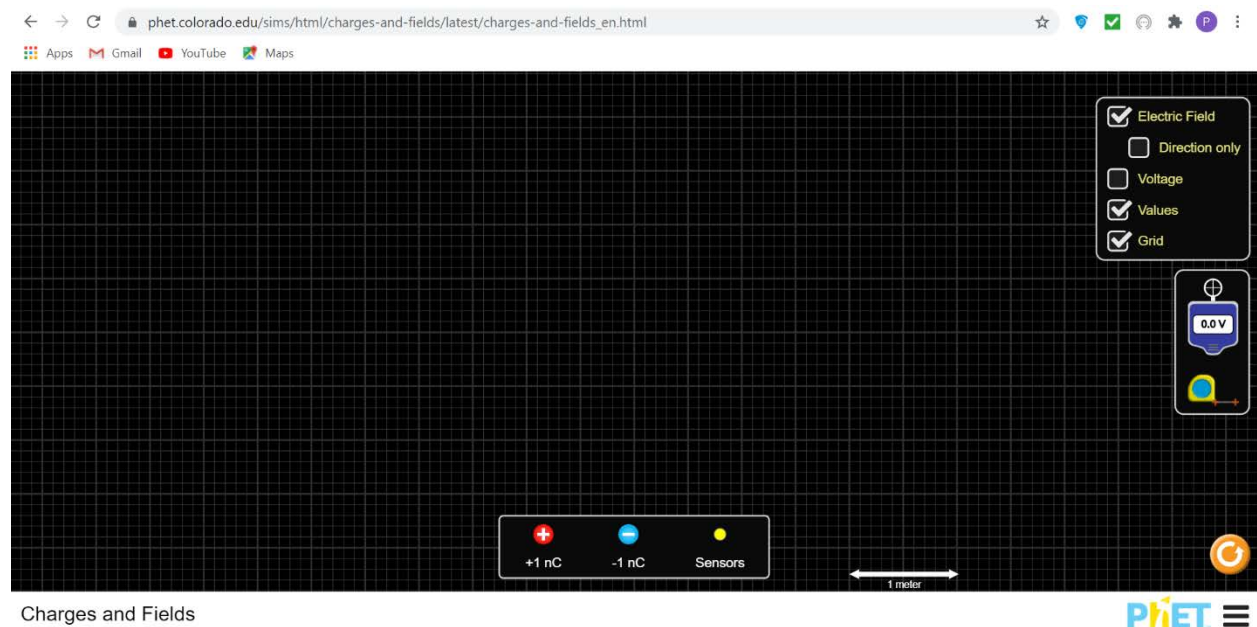 phet.colorado.edu/sims/html/charges-and-fields/latest/charges-and-fields_en.html
P
Apps Gmail YouTube Maps
Electric Field
Direction only
Voltage
Values
Grid
0.0 V
+1 nC -1 nC Sensors
1 meter
Charges and Fields
PhET